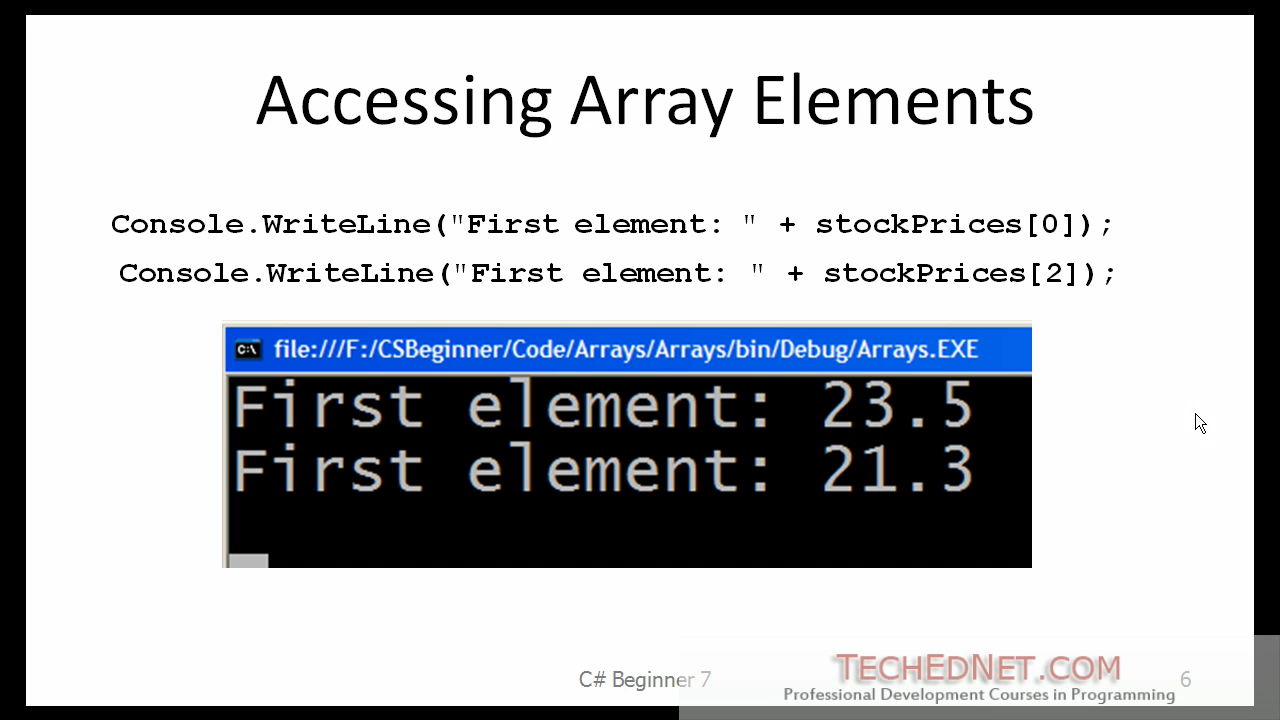 Accessing Array Elements
Console.WriteLine("First element: " + stockPrices[0]);
Console.WriteLine("First element: " + stockPrices[2]);
C:\ file:///F:/CSBeginner/Code/Arrays/Arrays/bin/Debug/Arrays.EXE
First element: 23.5
First element: 21.3
C# Beginner 7
TECHEDNET.COM
6
Professional Development Courses in Programming